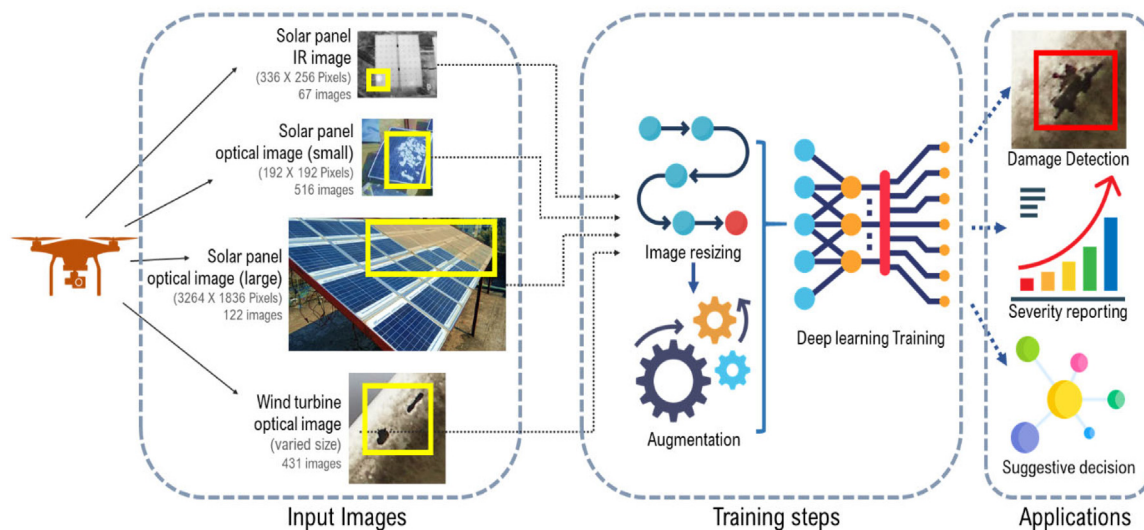 Solar panel
IR image
(336 X 256 Pixels)
67 images
Solar panel
optical image (small)
(192 X 192 Pixels)
516 images
Solar panel
optical image (large)
(3264 X 1836 Pixels)
122 images
Wind turbine
optical image
(varied size)
431 images
Input Images
Image resizing
Augmentation
Deep learning Training
Training steps
Damage Detection
Severity reporting
Suggestive decision
Applications